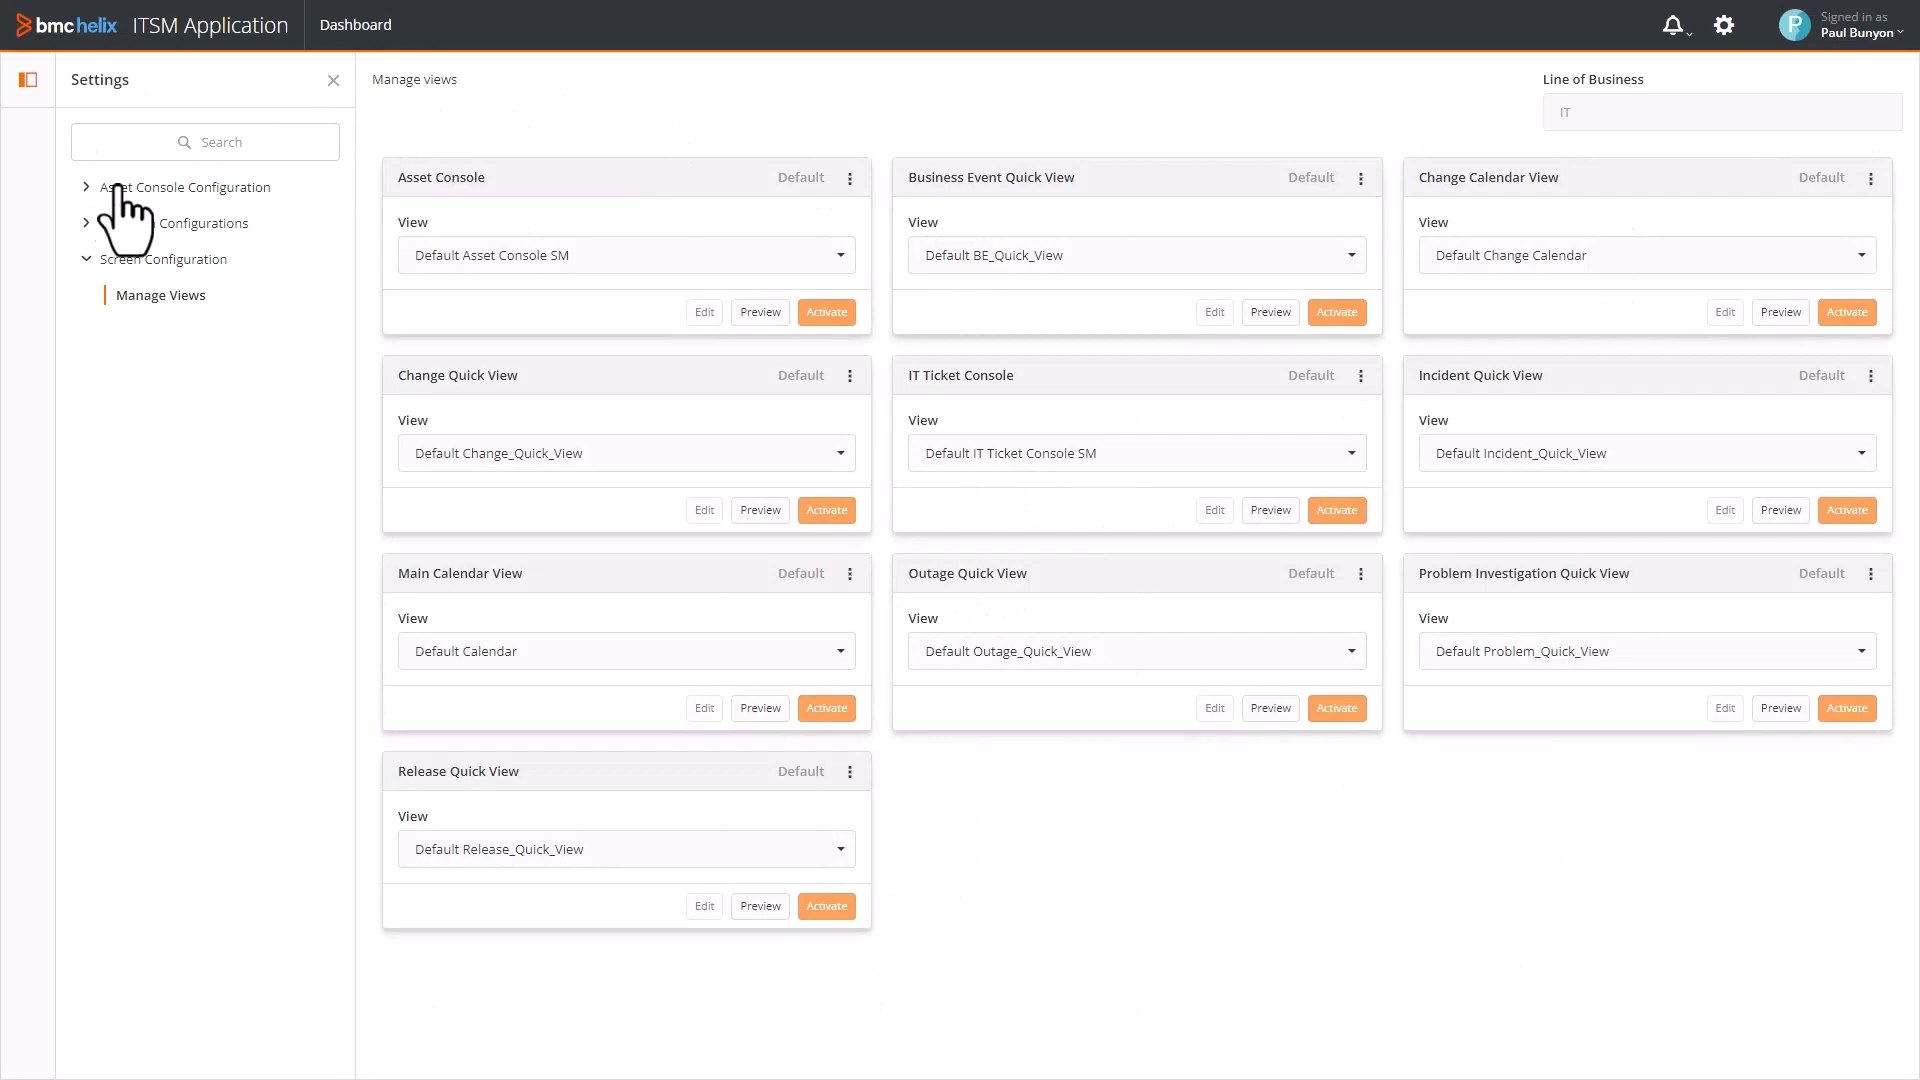 bmchelix ITSM Application Dashboard
Signed in as
Paul Bunyon
P
Settings
Search
Asset Console Configuration
Configurations
Screen Configuration
Manage Views
Manage views
Line of Business
IT
Asset Console Default
View
Default Asset Console SM
Edit Preview Activate
Business Event Quick View Default
View
Default BE_Quick_View
Edit Preview Activate
Change Calendar View Default
View
Default Change Calendar
Edit Preview Activate
Change Quick View Default
View
Default Change_Quick_View
Edit Preview Activate
IT Ticket Console Default
View
Default IT Ticket Console SM
Edit Preview Activate
Incident Quick View Default
View
Default Incident_Quick_View
Edit Preview Activate
Main Calendar View Default
View
Default Calendar
Edit Preview Activate
Outage Quick View Default
View
Default Outage_Quick_View
Edit Preview Activate
Problem Investigation Quick View Default
View
Default Problem_Quick_View
Edit Preview Activate
Release Quick View Default
View
Default Release_Quick_View
Edit Preview Activate